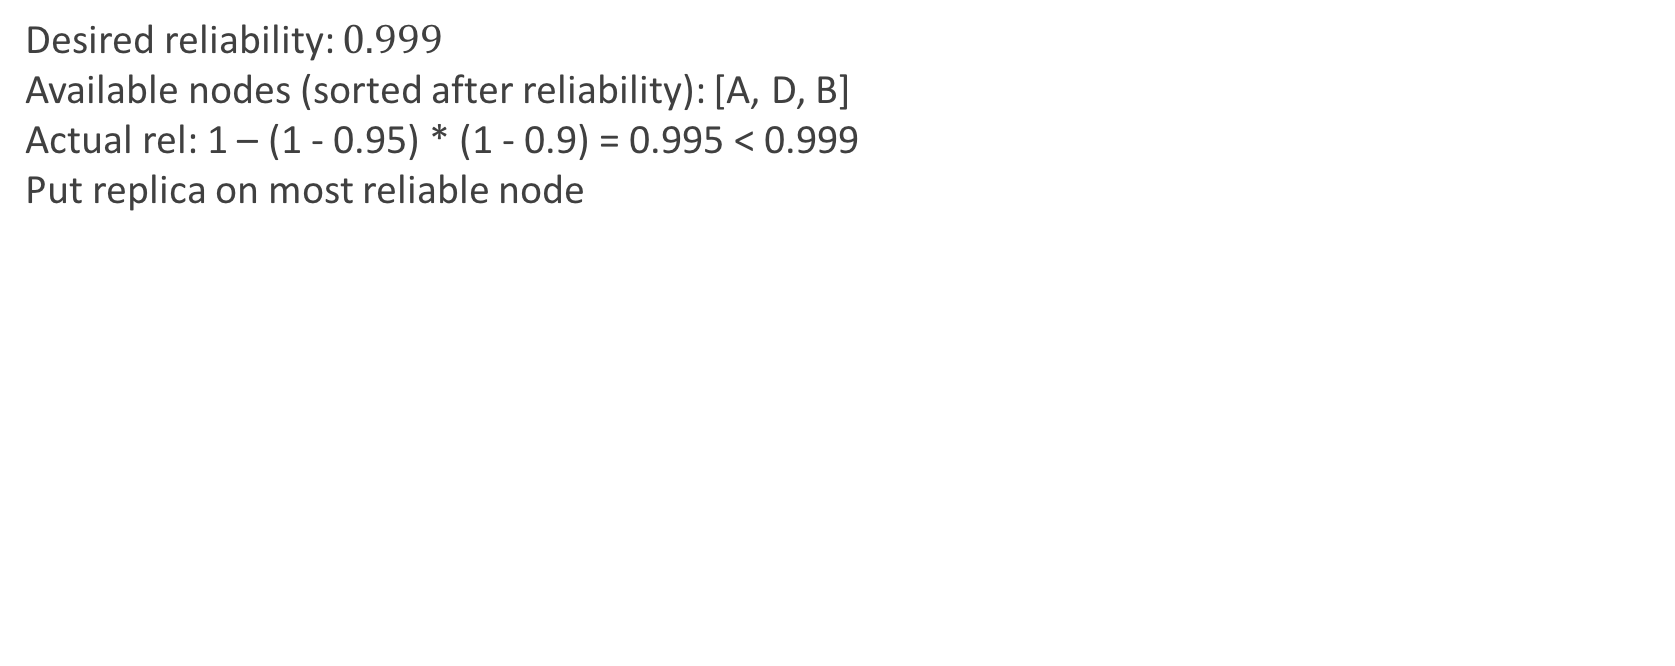 Desired reliability: 0.999
Available nodes (sorted after reliability): [A, D, B]
Actual rel: 1 – (1 - 0.95) * (1 - 0.9) = 0.995 < 0.999
Put replica on most reliable node